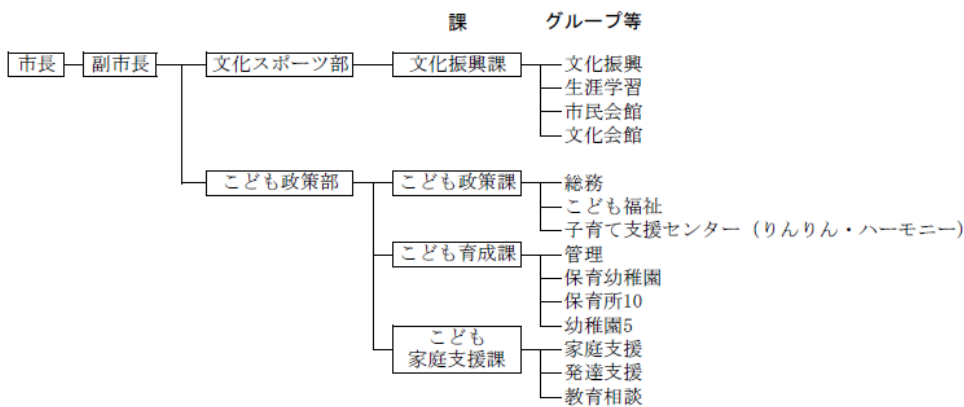 課 グループ等
市長 副市長 文化スポーツ部 文化振興課 文化振興
生涯学習
市民会館
文化会館
こども政策部 こども政策課 総務
こども福祉
子育て支援センター（りんりん・ハーモニー）
こども育成課 管理
保育幼稚園
保育所10
幼稚園5
こども
家庭支援課
家庭支援
発達支援
教育相談